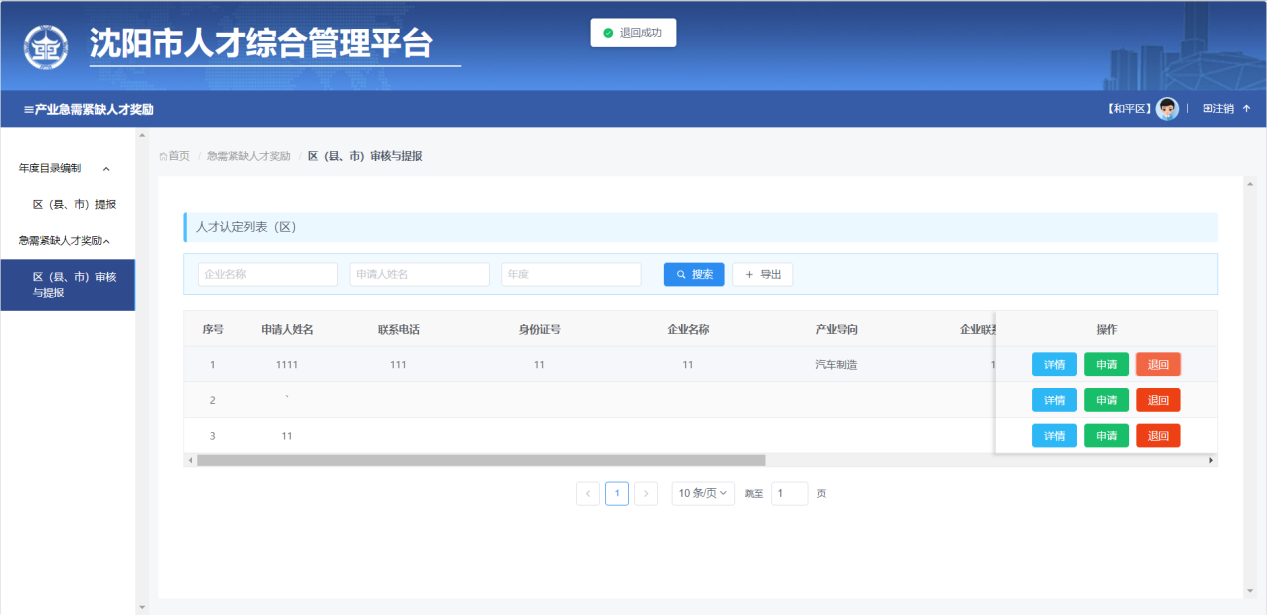 沈阳市人才综合管理平台
退回成功
产业急需紧缺人才奖励
【和平区】
注销
年度目录编制
区（县、市）提报
急需紧缺人才奖励
区（县、市）审核
与提报
首页 / 急需紧缺人才奖励 / 区（县、市）审核与提报
人才认定列表（区）
企业名称 申请人姓名 年度 搜索 + 导出
序号 申请人姓名 联系电话 身份证号 企业名称 产业导向 企业联 操作
1 1111 111 11 11 汽车制造 1 详情 申请 退回
2 ` 详情 申请 退回
3 11 详情 申请 退回
1 10 条/页 跳至 1 页